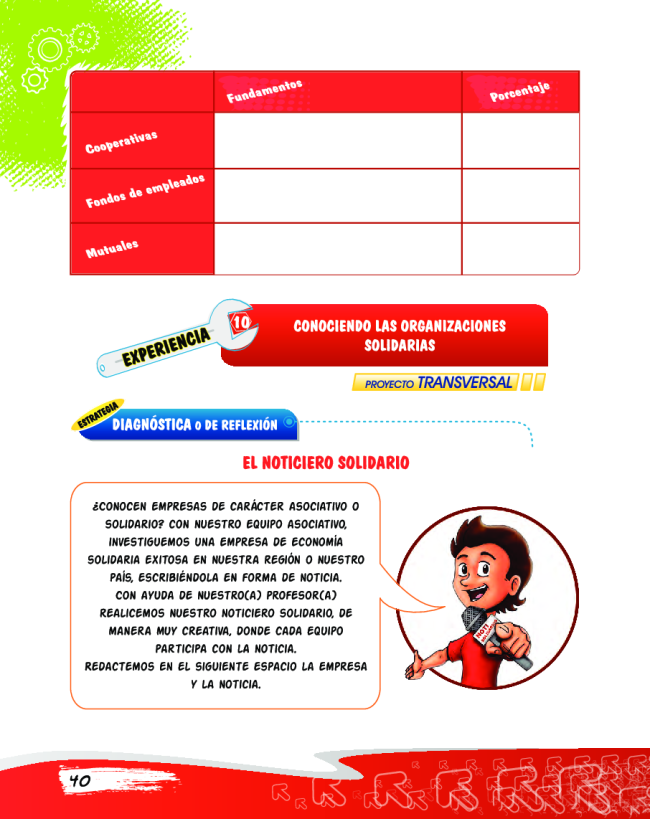 Fundamentos
Porcentaje
Cooperativas
Fondos de empleados
Mutuales
EXPERIENCIA
10
CONOCIENDO LAS ORGANIZACIONES
SOLIDARIAS
PROYECTO TRANSVERSAL
ESTRATEGIA
DIAGNÓSTICA O DE REFLEXIÓN
EL NOTICIERO SOLIDARIO
¿CONOCEN EMPRESAS DE CARÁCTER ASOCIATIVO O
SOLIDARIO? CON NUESTRO EQUIPO ASOCIATIVO,
INVESTIGUEMOS UNA EMPRESA DE ECONOMÍA
SOLIDARIA EXITOSA EN NUESTRA REGIÓN O NUESTRO
PAÍS, ESCRIBIÉNDOLA EN FORMA DE NOTICIA.
CON AYUDA DE NUESTRO(A) PROFESOR(A)
REALICEMOS NUESTRO NOTICIERO SOLIDARIO, DE
MANERA MUY CREATIVA, DONDE CADA EQUIPO
PARTICIPA CON LA NOTICIA.
REDACTEMOS EN EL SIGUIENTE ESPACIO LA EMPRESA
Y LA NOTICIA.
NOTI
40